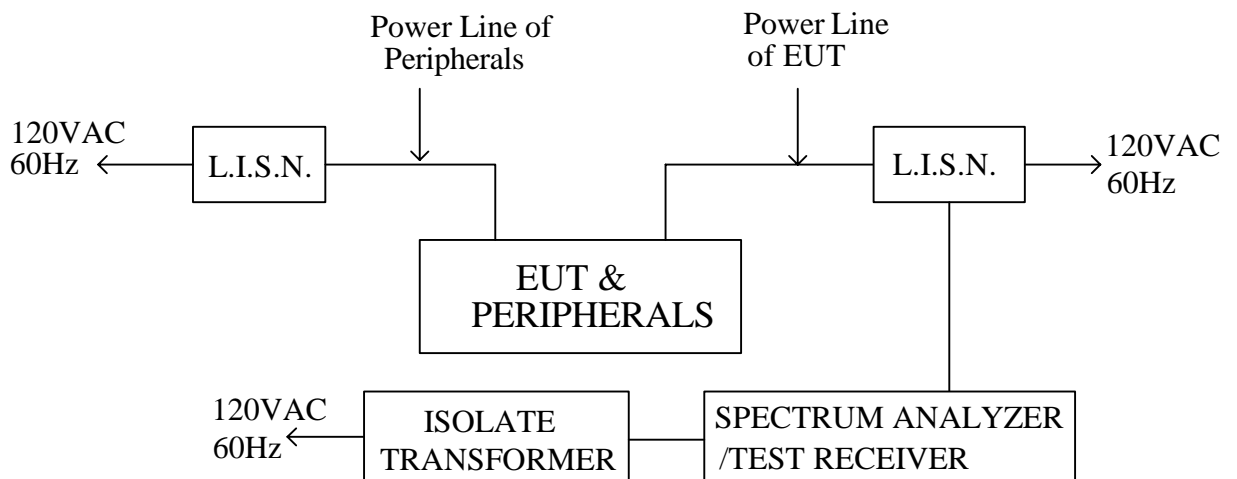 Power Line of
Peripherals
Power Line
of EUT
120VAC
60Hz
L.I.S.N.
L.I.S.N.
120VAC
60Hz
EUT &
PERIPHERALS
120VAC
60Hz
ISOLATE
TRANSFORMER
SPECTRUM ANALYZER
/TEST RECEIVER